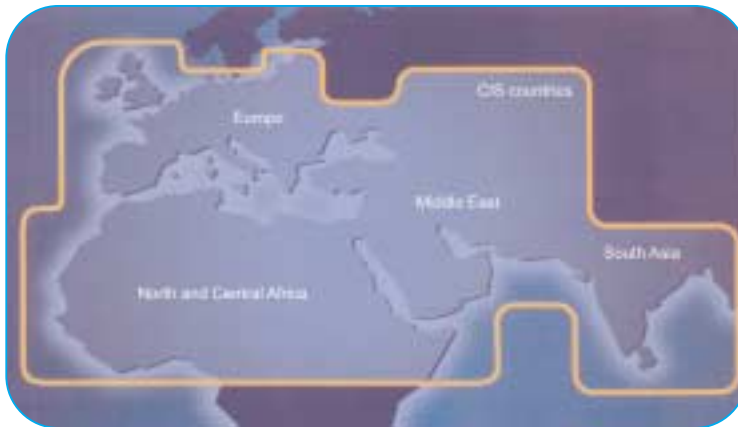 CIS countries
Europe
Middle East
South Asia
North and Central Africa